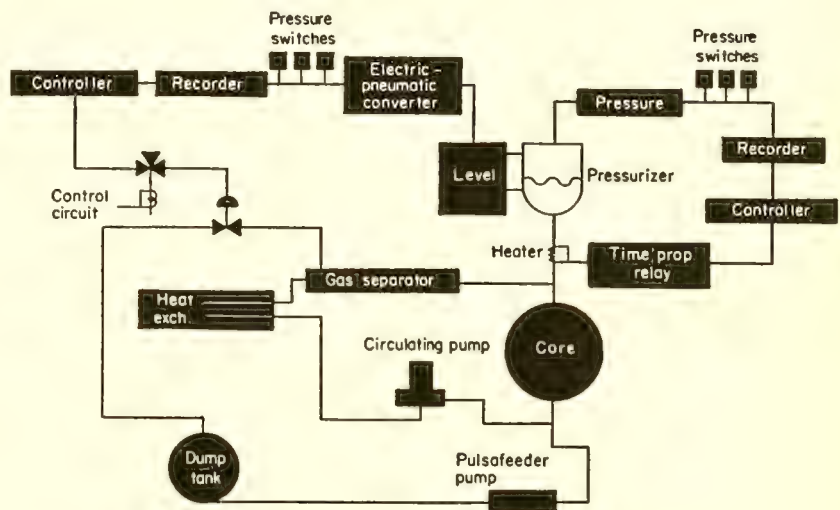 Pressure
switches
Pressure
switches
Controller
Recorder
Electric-
pneumatic
converter
Pressure
Recorder
Level
Pressurizer
Control
circuit
Controller
Heater
Time prop
relay
Gas separator
Heat
exch.
Circulating pump
Core
Dump
tank
Pulsafeeder
pump